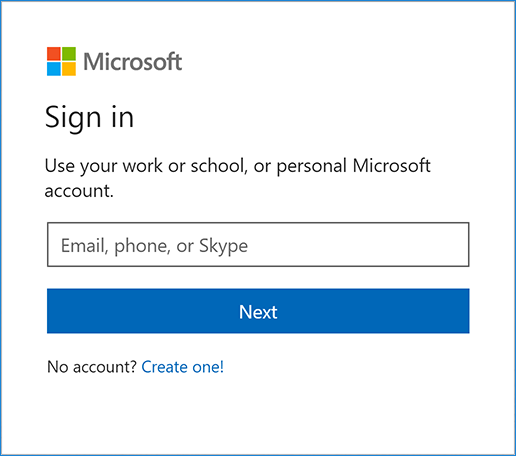 Microsoft
Sign in
Use your work or school, or personal Microsoft
account.
Email, phone, or Skype
Next
No account? Create one!